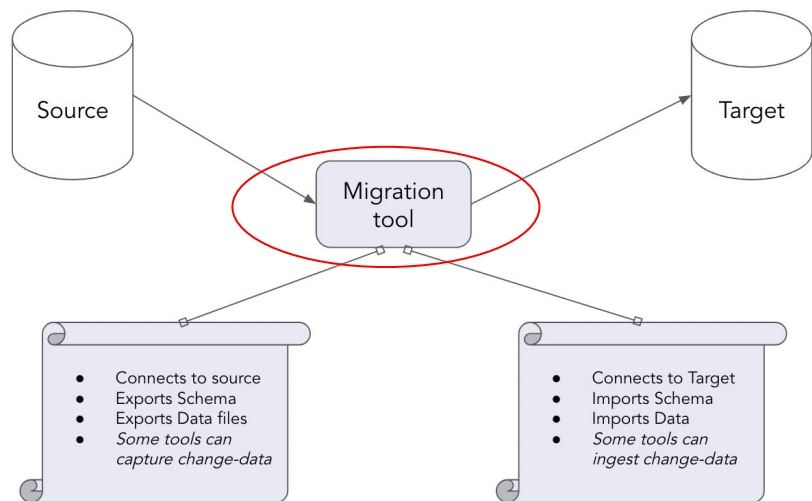 Source
Target
Migration
tool
● Connects to source
● Exports Schema
● Exports Data files
● Some tools can
capture change-data
● Connects to Target
● Imports Schema
● Imports Data
● Some tools can
ingest change-data